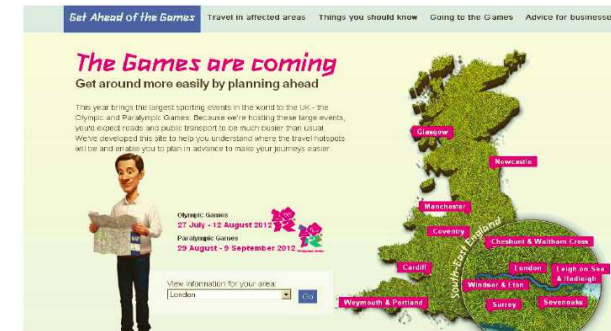 Get Ahead of the Games Travel in affected areas Things you should know Going to the Games Advice for businesse
The Games are coming
Get around more easily by planning ahead
This year brings the largest sporting events in the world to the UK - the
Olympic and Paralympic Games. Because we're hosting these large events,
you'd expect roads and public transport to be much busier than usual.
We've developed this site to help you understand where the travel hotspots
will be and enable you to plan in advance to make your journeys easier.
Olympic Games
27 July - 12 August 2012
Paralympic Games
29 August - 9 September 2012
View information for your area:
London
Go
Glasgow
Newcastle
Manchester
Coventry
Cardiff
Weymouth & Portland
South-East England
Cheshunt & Waltham Cross
London
Leigh on Sea
& Hadleigh
Windsor & Eton
Surrey
Sevenoaks